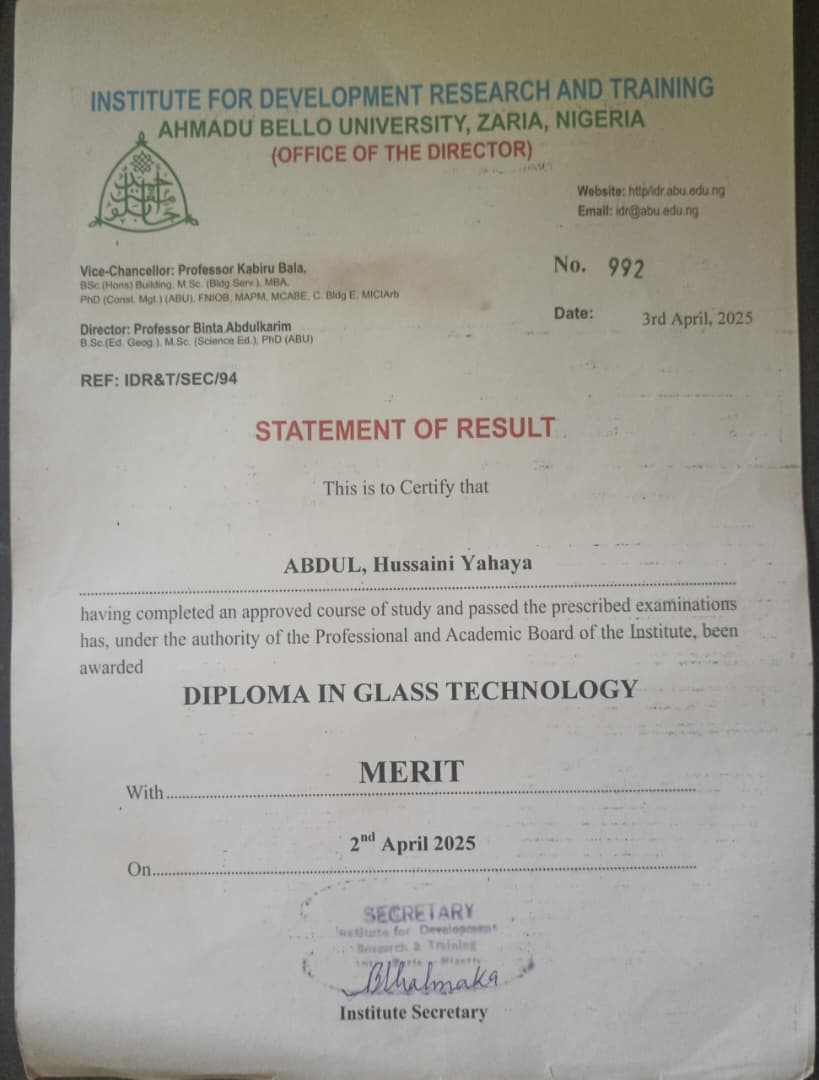 INSTITUTE FOR DEVELOPMENT RESEARCH AND TRAINING
AHMADU BELLO UNIVERSITY, ZARIA, NIGERIA
(OFFICE OF THE DIRECTOR)
Website: http/idr.abu.edu.ng
Email: idr@abu.edu.ng
Vice-Chancellor: Professor Kabiru Bala,
BSc.(Hons) Building, M.Sc. (Bldg.Serv.), MBA,
PhD (Const. Mgt.) (ABU), FNIOB, MAPM, MCABE, C. Bldg E. MICIArb
No. 992
Director: Professor Binta Abdulkarim
B.Sc.(Ed. Geog.), M.Sc. (Science Ed.), PhD (ABU)
Date: 3rd April, 2025
REF: IDR&T/SEC/94
STATEMENT OF RESULT
This is to Certify that
ABDUL, Hussaini Yahaya
having completed an approved course of study and passed the prescribed examinations
has, under the authority of the Professional and Academic Board of the Institute, been
awarded
DIPLOMA IN GLASS TECHNOLOGY
MERIT
With
2nd April 2025
On
SECRETARY
Institute for Development
Research & Training
Institute Secretary